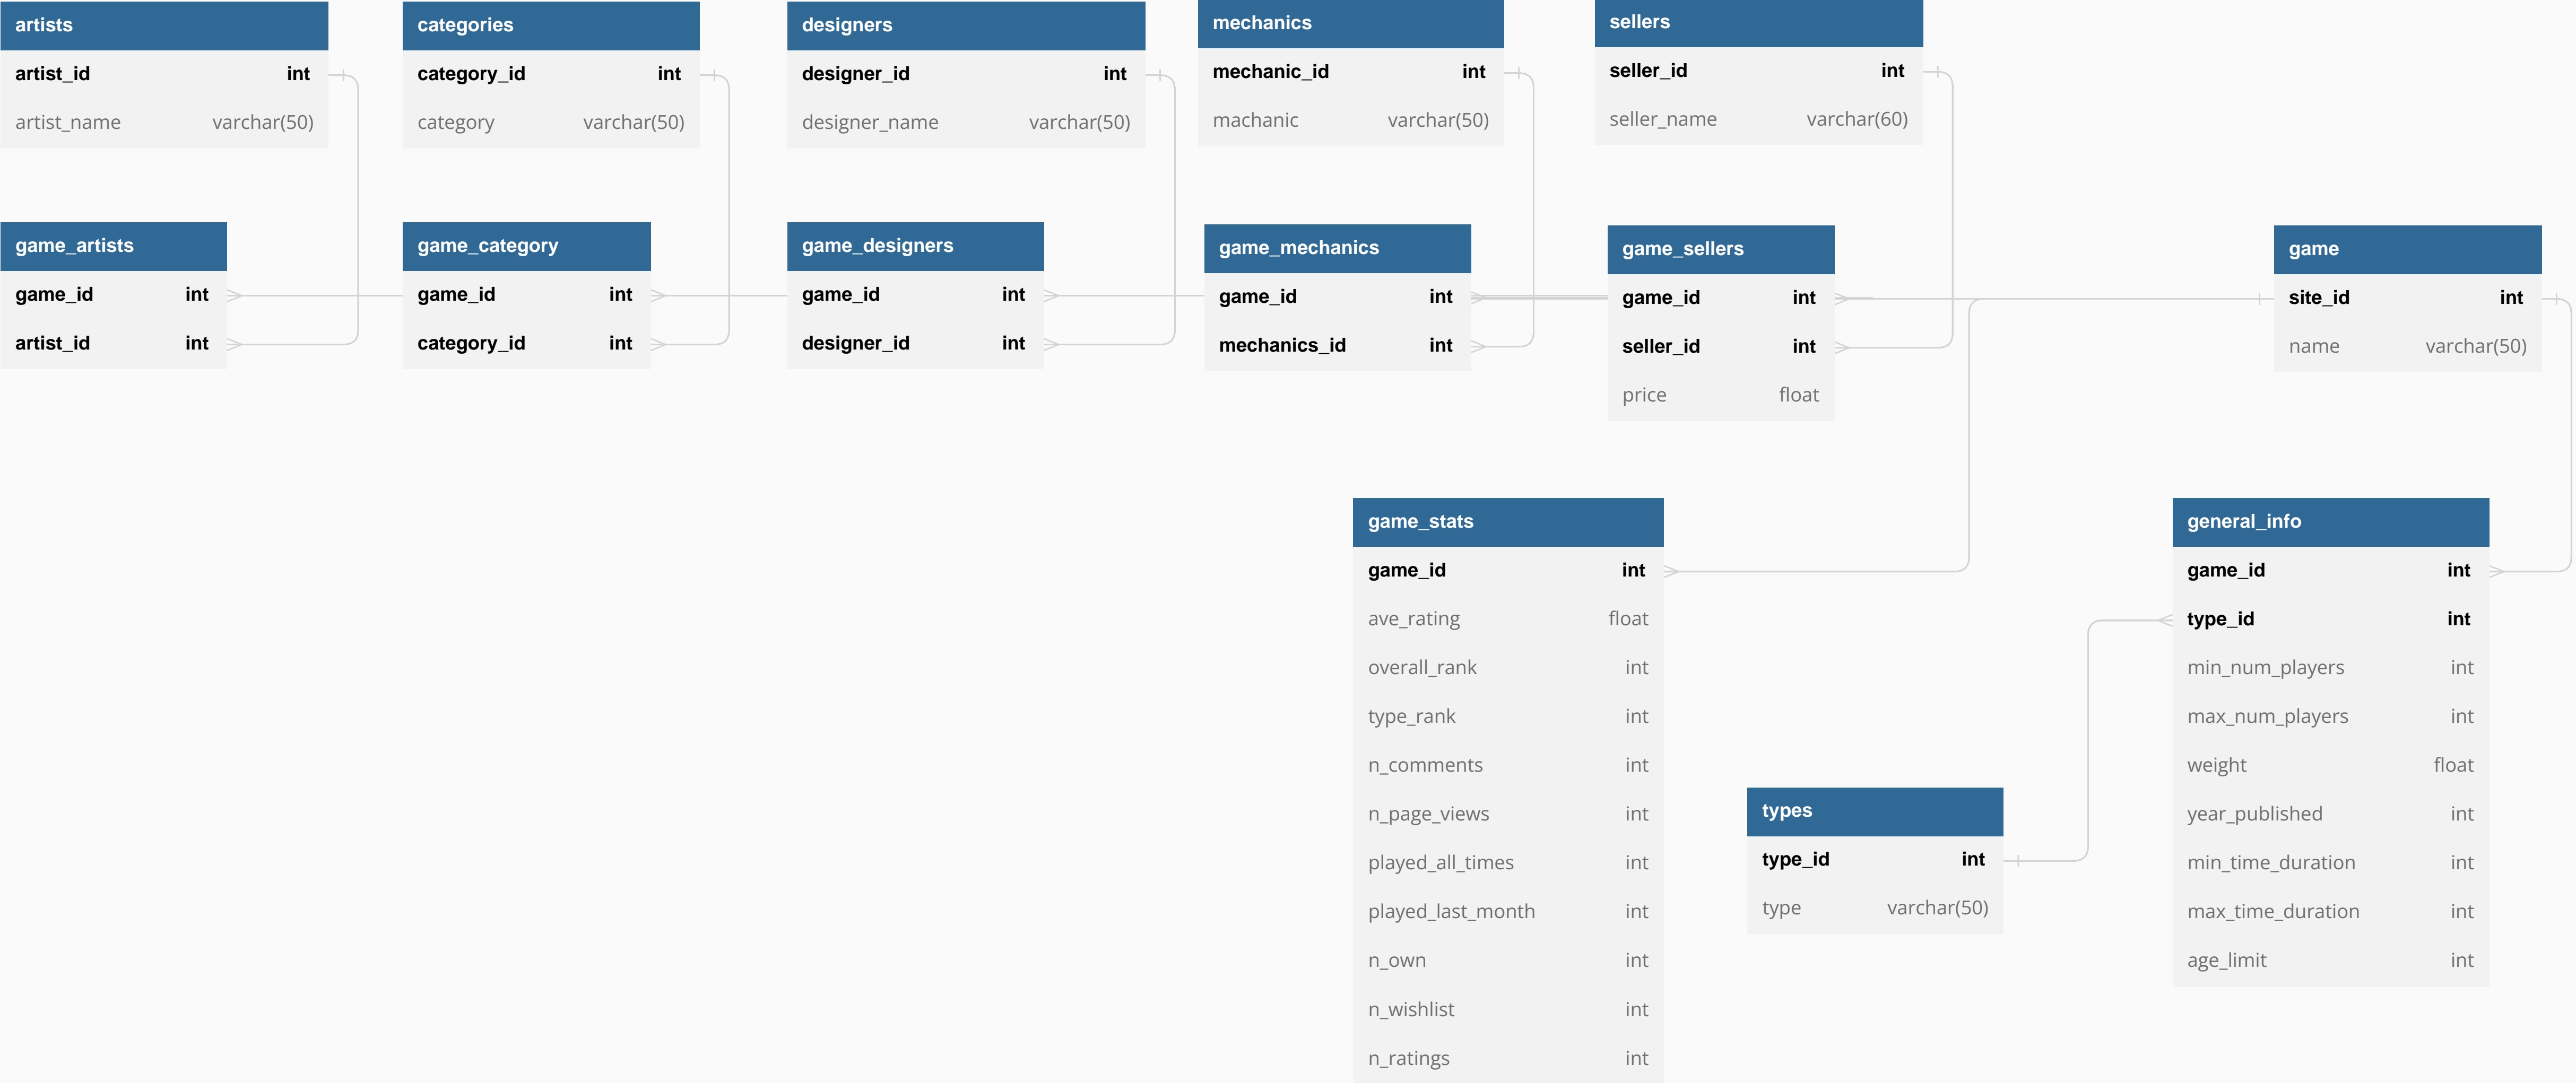 artists
artist_id int
artist_name varchar(50)
categories
category_id int
category varchar(50)
designers
designer_id int
designer_name varchar(50)
mechanics
mechanic_id int
machanic varchar(50)
sellers
seller_id int
seller_name varchar(60)
game_artists
game_id int
artist_id int
game_category
game_id int
category_id int
game_designers
game_id int
designer_id int
game_mechanics
game_id int
mechanics_id int
game_sellers
game_id int
seller_id int
price float
game
site_id int
name varchar(50)
game_stats
game_id int
ave_rating float
overall_rank int
type_rank int
n_comments int
n_page_views int
played_all_times int
played_last_month int
n_own int
n_wishlist int
n_ratings int
types
type_id int
type varchar(50)
general_info
game_id int
type_id int
min_num_players int
max_num_players int
weight float
year_published int
min_time_duration int
max_time_duration int
age_limit int